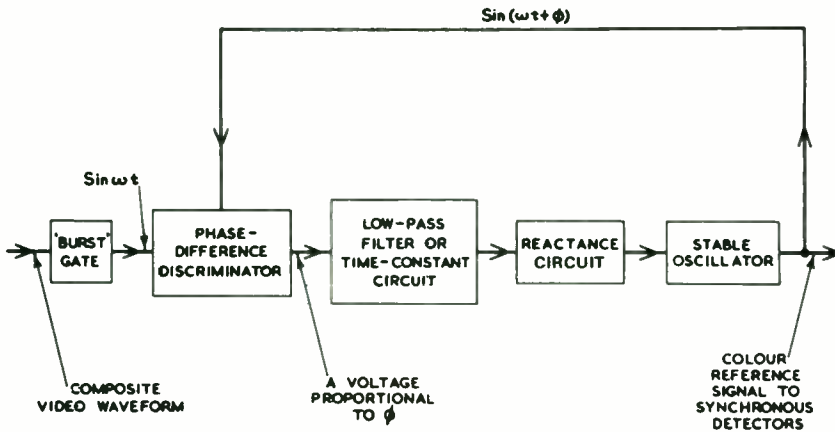 Sin(ωt+ϕ)
Sin ωt
'BURST'
GATE
PHASE-
DIFFERENCE
DISCRIMINATOR
LOW-PASS
FILTER OR
TIME-CONSTANT
CIRCUIT
REACTANCE
CIRCUIT
STABLE
OSCILLATOR
COMPOSITE
VIDEO WAVEFORM
A VOLTAGE
PROPORTIONAL
TO ϕ
COLOUR
REFERENCE
SIGNAL TO
SYNCHRONOUS
DETECTORS